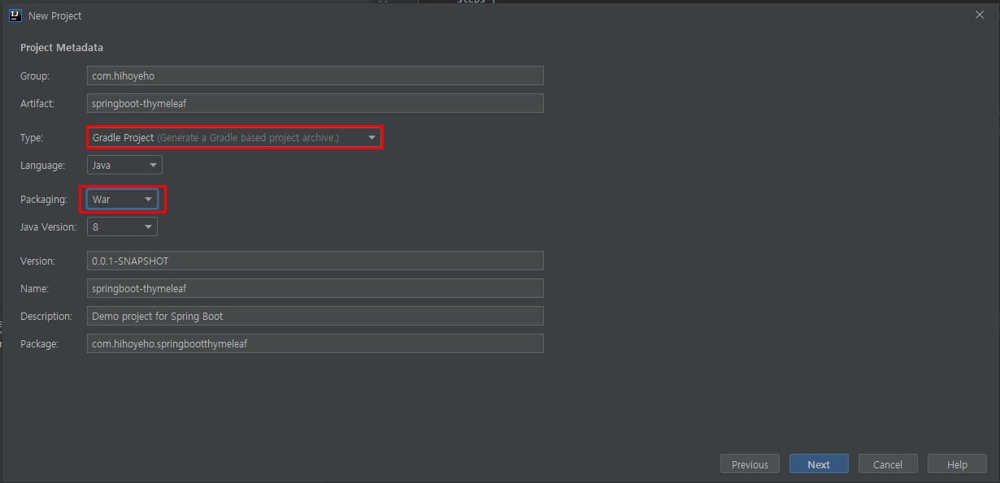 New Project
Project Metadata
Group: com.hihoyeho
Artifact: springboot-thymeleaf
Type: Gradle Project (Generate a Gradle based project archive.)
Language: Java
Packaging: War
Java Version: 8
Version: 0.0.1-SNAPSHOT
Name: springboot-thymeleaf
Description: Demo project for Spring Boot
Package: com.hihoyeho.springbootthymeleaf
Previous Next Cancel Help